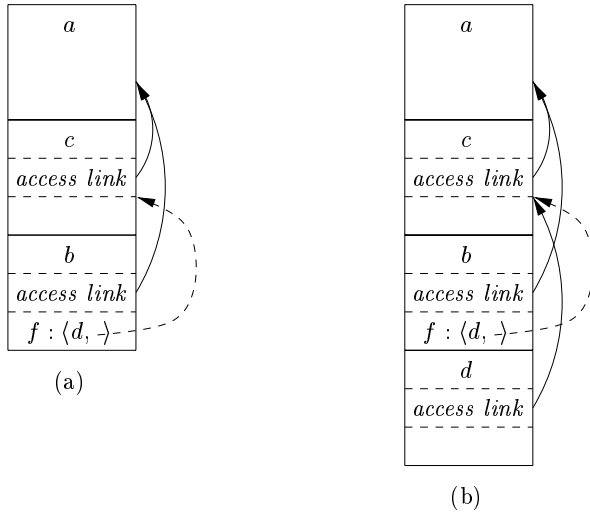 a
c
access link
b
access link
f : ⟨d, ⟩
(a)
a
c
access link
b
access link
f : ⟨d, ⟩
d
access link
(b)